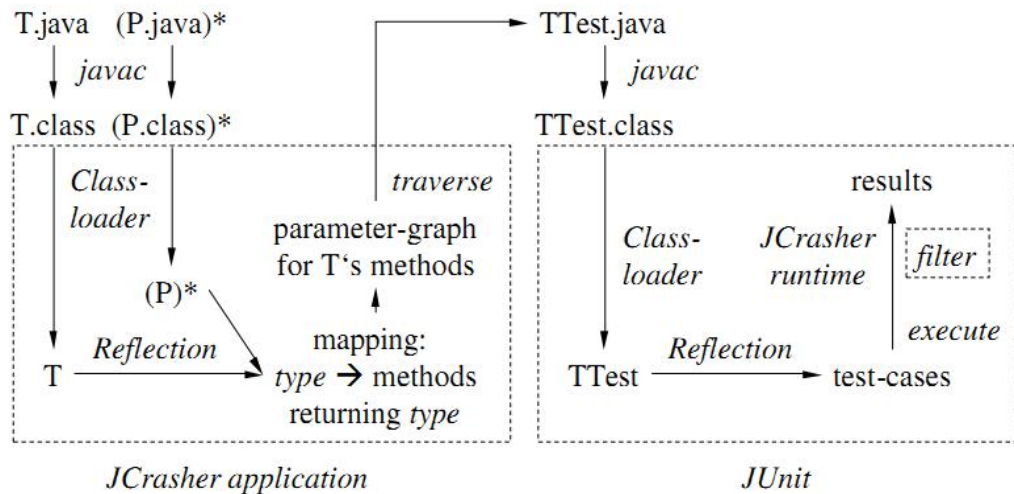 T.java (P.java)*
javac
T.class (P.class)*
Class-
loader
(P)*
T
Reflection
mapping:
type → methods
returning type
parameter-graph
for T‘s methods
traverse
JCrasher application
TTest.java
javac
TTest.class
Class-
loader
TTest
Reflection
test-cases
execute
JCrasher
runtime
filter
results
JUnit